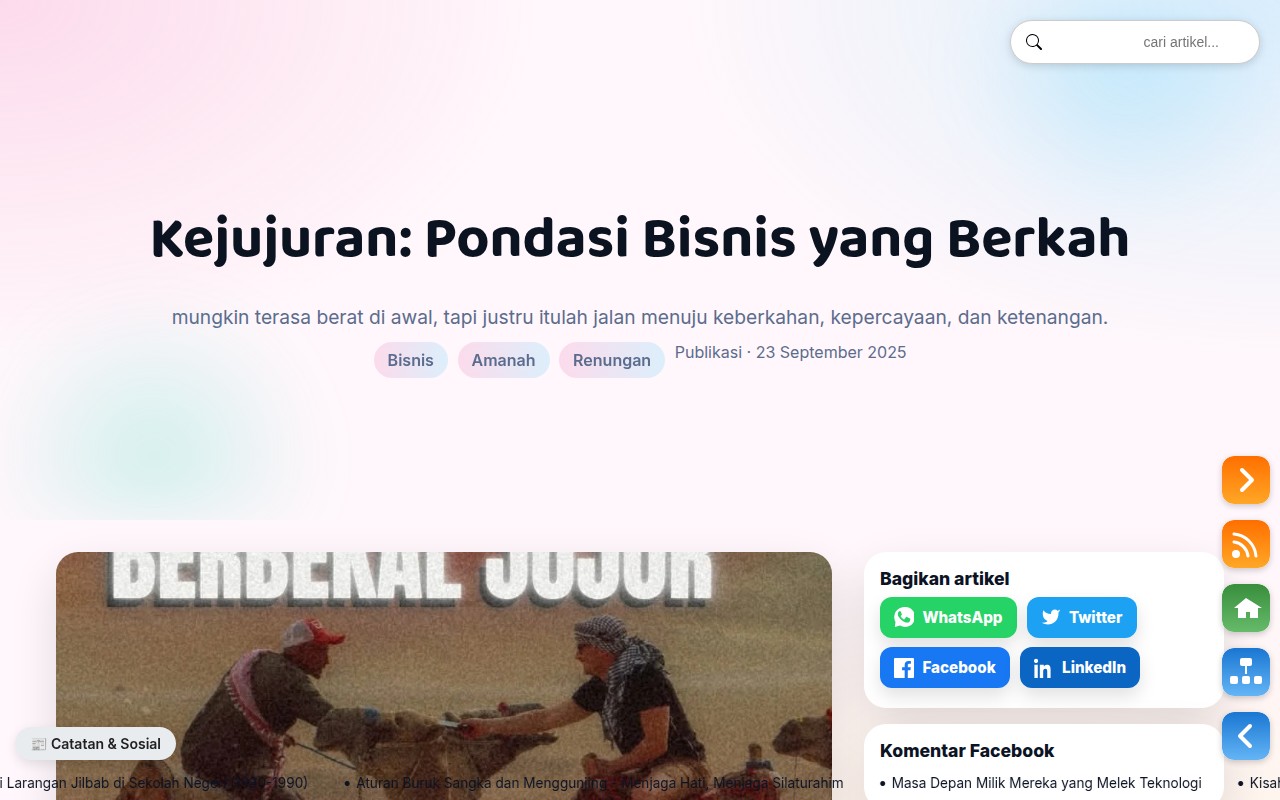 cari artikel...
Kejujuran: Pondasi Bisnis yang Berkah
mungkin terasa berat di awal, tapi justru itulah jalan menuju keberkahan, kepercayaan, dan ketenangan.
Bisnis Amanah Renungan Publikasi · 23 September 2025
BERBEKAL JUJUR
Bagikan artikel
WhatsApp Twitter
Facebook LinkedIn
Catatan & Sosial
Komentar Facebook
i Larangan Jilbab di Sekolah Negeri 1990) • Aturan Buruk Sangka dan Menggunjing – Menjaga Hati, Menjaga Silaturahim • Masa Depan Milik Mereka yang Melek Teknologi •